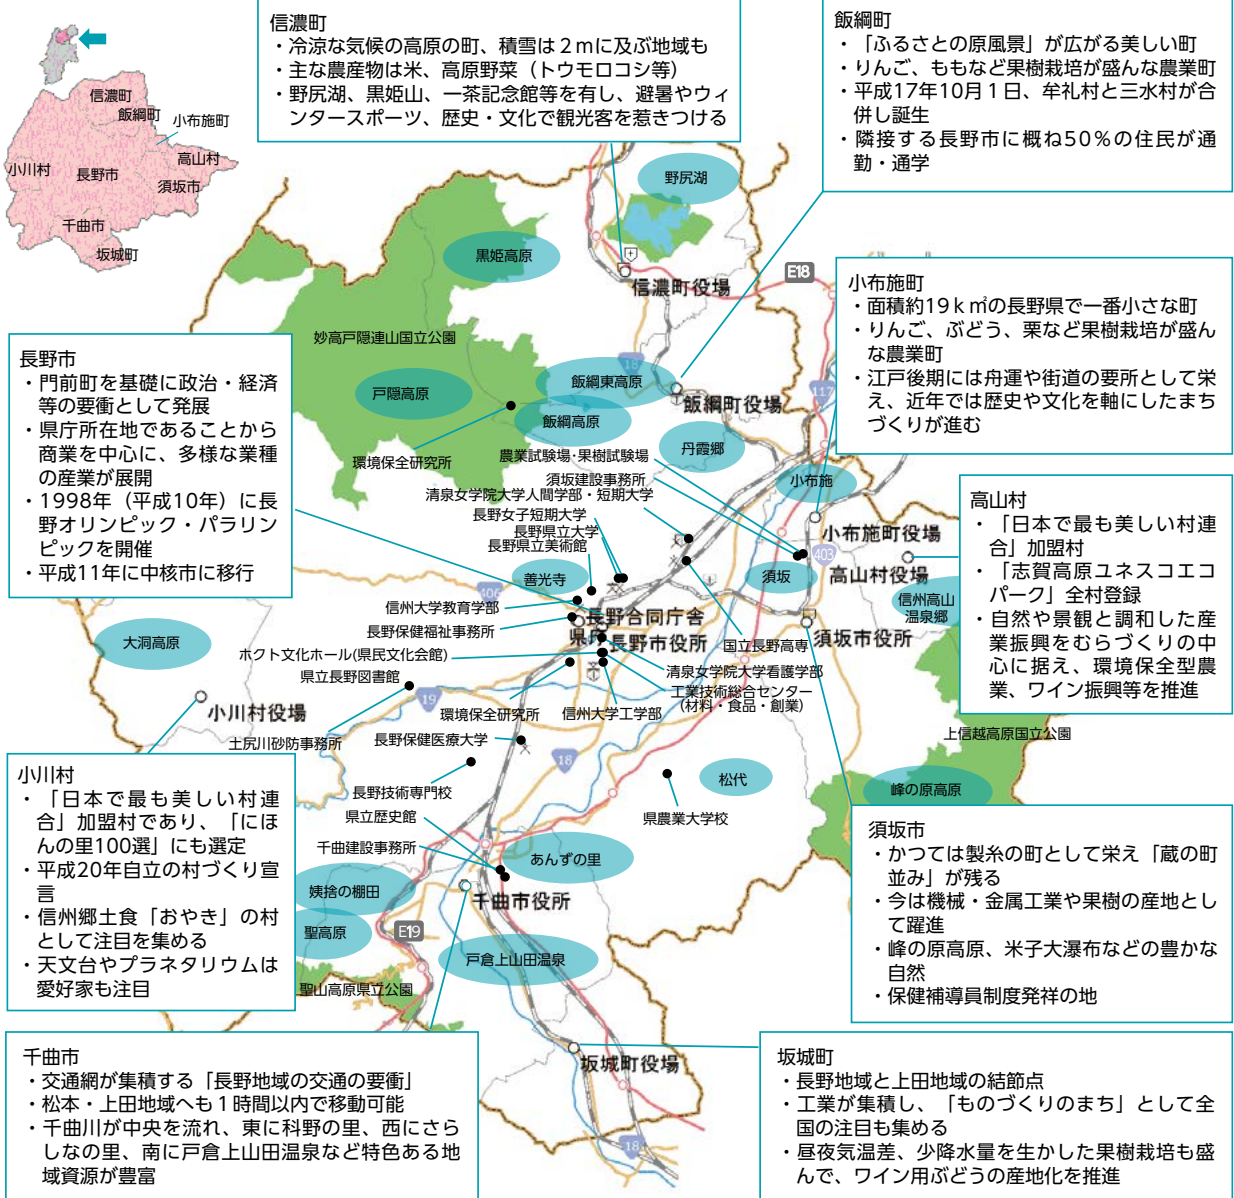 信濃町
・冷涼な気候の高原の町、積雪は２ｍに及ぶ地域も
・主な農産物は米、高原野菜（トウモロコシ等）
・野尻湖、黒姫山、一茶記念館等を有し、避暑やウィ
ンタースポーツ、歴史・文化で観光客を惹きつける
飯綱町
・「ふるさとの原風景」が広がる美しい町
・りんご、ももなど果樹栽培が盛んな農業町
・平成17年10月１日、牟礼村と三水村が合
併し誕生
・隣接する長野市に概ね50％の住民が通
勤・通学
信濃町
飯綱町
小布施町
高山村
小川村
長野市
須坂市
千曲市
坂城町
野尻湖
黒姫高原
信濃町役場
E18
小布施町
・面積約19ｋ㎡の長野県で一番小さな町
・りんご、ぶどう、栗など果樹栽培が盛ん
な農業町
・江戸後期には舟運や街道の要所として栄
え、近年では歴史や文化を軸にしたまち
づくりが進む
長野市
・門前町を基礎に政治・経済
等の要衝として発展
・県庁所在地であることから
商業を中心に、多様な業種
の産業が展開
・1998年（平成10年）に長
野オリンピック・パラリン
ピックを開催
・平成11年に中核市に移行
妙高戸隠連山国立公園
18
戸隠高原
飯綱東高原
飯綱町役場
117
飯綱高原
丹霞郷
環境保全研究所
農業試験場･果樹試験場
須坂建設事務所
小布施
清泉女学院大学人間学部・短期大学
長野女子短期大学
長野県立大学
長野県立美術館
小布施町役場
403
高山村役場
高山村
・「日本で最も美しい村連
合」加盟村
・「志賀高原ユネスコエコ
パーク」全村登録
・自然や景観と調和した産
業振興をむらづくりの中
心に据え、環境保全型農
業、ワイン振興等を推進
善光寺
須坂
406
信州高山
温泉郷
信州大学教育学部
長野合同庁舎
長野保健福祉事務所
県庁
長野市役所
国立長野高専
須坂市役所
大洞高原
ホクト文化ホール(県民文化会館)
県立長野図書館
清泉女学院大学看護学部
工業技術総合センター
(材料・食品・創業)
19
小川村役場
環境保全研究所
信州大学工学部
土尻川砂防事務所
長野保健医療大学
上信越高原国立公園
18
松代
峰の原高原
長野技術専門校
県立歴史館
県農業大学校
千曲建設事務所
あんずの里
小川村
・「日本で最も美しい村連
合」加盟村であり、「にほ
んの里100選」にも選定
・平成20年自立の村づくり宣
言
・信州郷土食「おやき」の村
として注目を集める
・天文台やプラネタリウムは
愛好家も注目
姨捨の棚田
千曲市役所
聖高原
E19
戸倉上山田温泉
聖山高原県立公園
須坂市
・かつては製糸の町として栄え「蔵の町
並み」が残る
・今は機械・金属工業や果樹の産地とし
て躍進
・峰の原高原、米子大瀑布などの豊かな
自然
・保健補導員制度発祥の地
千曲市
・交通網が集積する「長野地域の交通の要衝」
・松本・上田地域へも１時間以内で移動可能
・千曲川が中央を流れ、東に科野の里、西にさら
しなの里、南に戸倉上山田温泉など特色ある地
域資源が豊富
坂城町役場
18
坂城町
・長野地域と上田地域の結節点
・工業が集積し、「ものづくりのまち」として全
国の注目も集める
・昼夜気温差、少降水量を生かした果樹栽培も盛
んで、ワイン用ぶどうの産地化を推進